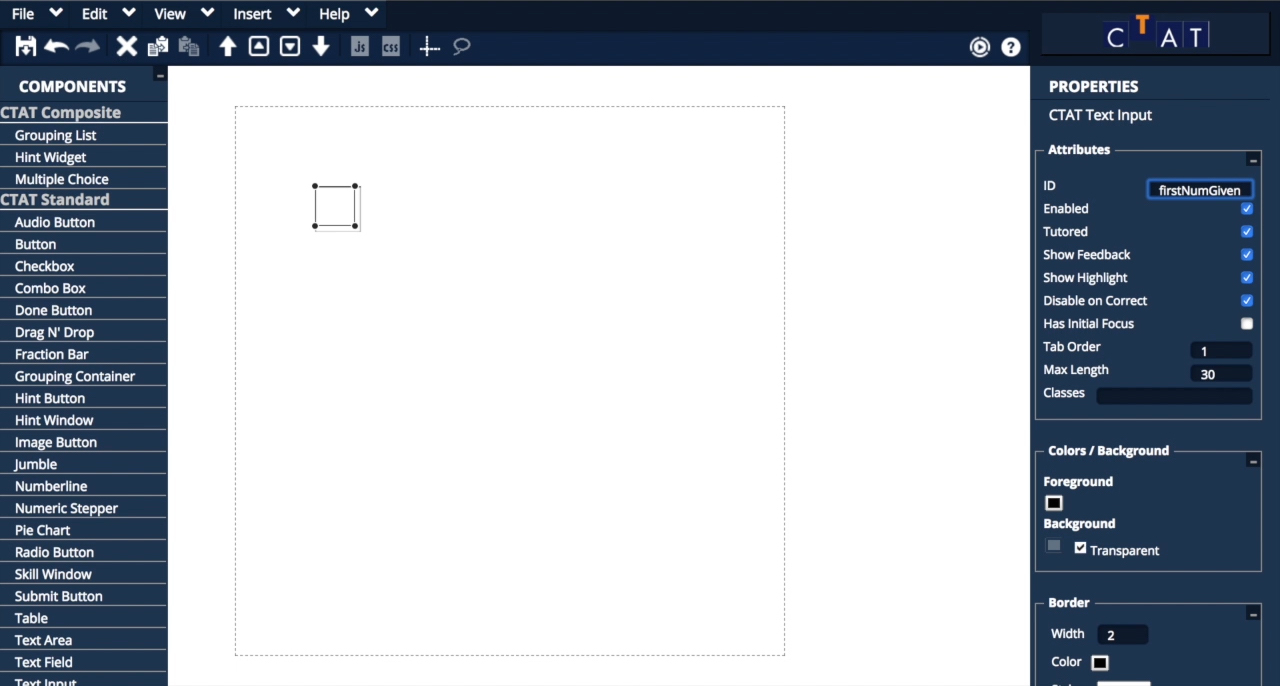 File Edit View Insert Help
Js css
CTAT
COMPONENTS
CTAT Composite
Grouping List
Hint Widget
Multiple Choice
CTAT Standard
Audio Button
Button
Checkbox
Combo Box
Done Button
Drag N' Drop
Fraction Bar
Grouping Container
Hint Button
Hint Window
Image Button
Jumble
Numberline
Numeric Stepper
Pie Chart
Radio Button
Skill Window
Submit Button
Table
Text Area
Text Field
Text Input
PROPERTIES
CTAT Text Input
Attributes
ID firstNumGiven
Enabled
Tutored
Show Feedback
Show Highlight
Disable on Correct
Has Initial Focus
Tab Order 1
Max Length 30
Classes
Colors / Background
Foreground
Background
Transparent
Border
Width 2
Color